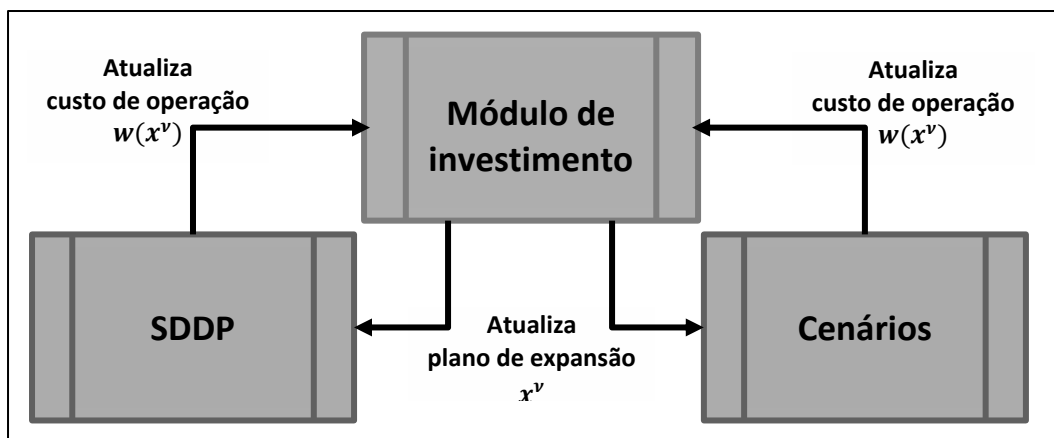 Atualiza
custo de operação
w(x^ν)
Módulo de
investimento
Atualiza
custo de operação
w(x^ν)
SDDP
Atualiza
plano de expansão
x^ν
Cenários